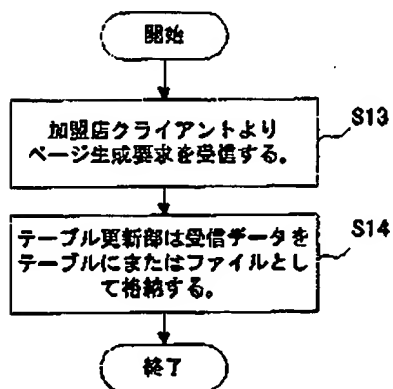 開始
加盟店クライアントより
ページ生成要求を受信する。
S13
テーブル更新部は受信データを
テーブルにまたはファイルとし
て格納する。
S14
終了